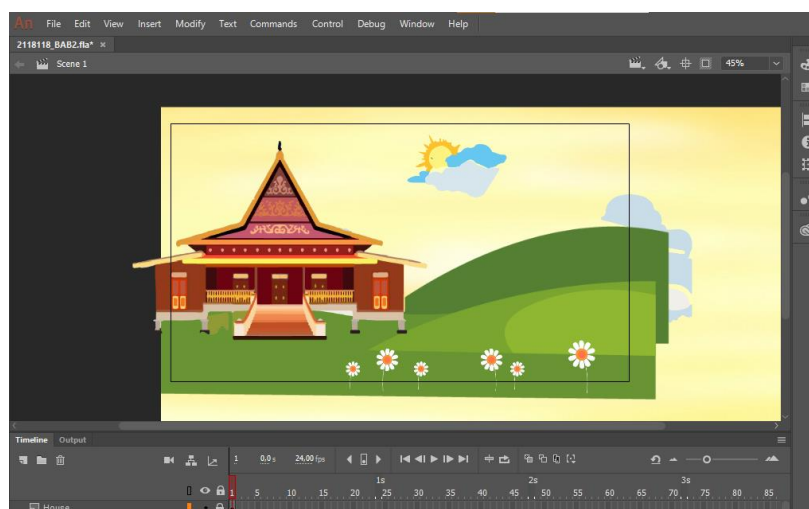 An File Edit View Insert Modify Text Commands Control Debug Window Help
2118118_BAB2.fla* ×
Scene 1 45%
Timeline Output
1 0,0 s 24,00 fps
1s 2s 3s
1 5 10 15 20 25 30 35 40 45 50 55 60 65 70 75 80 85
House